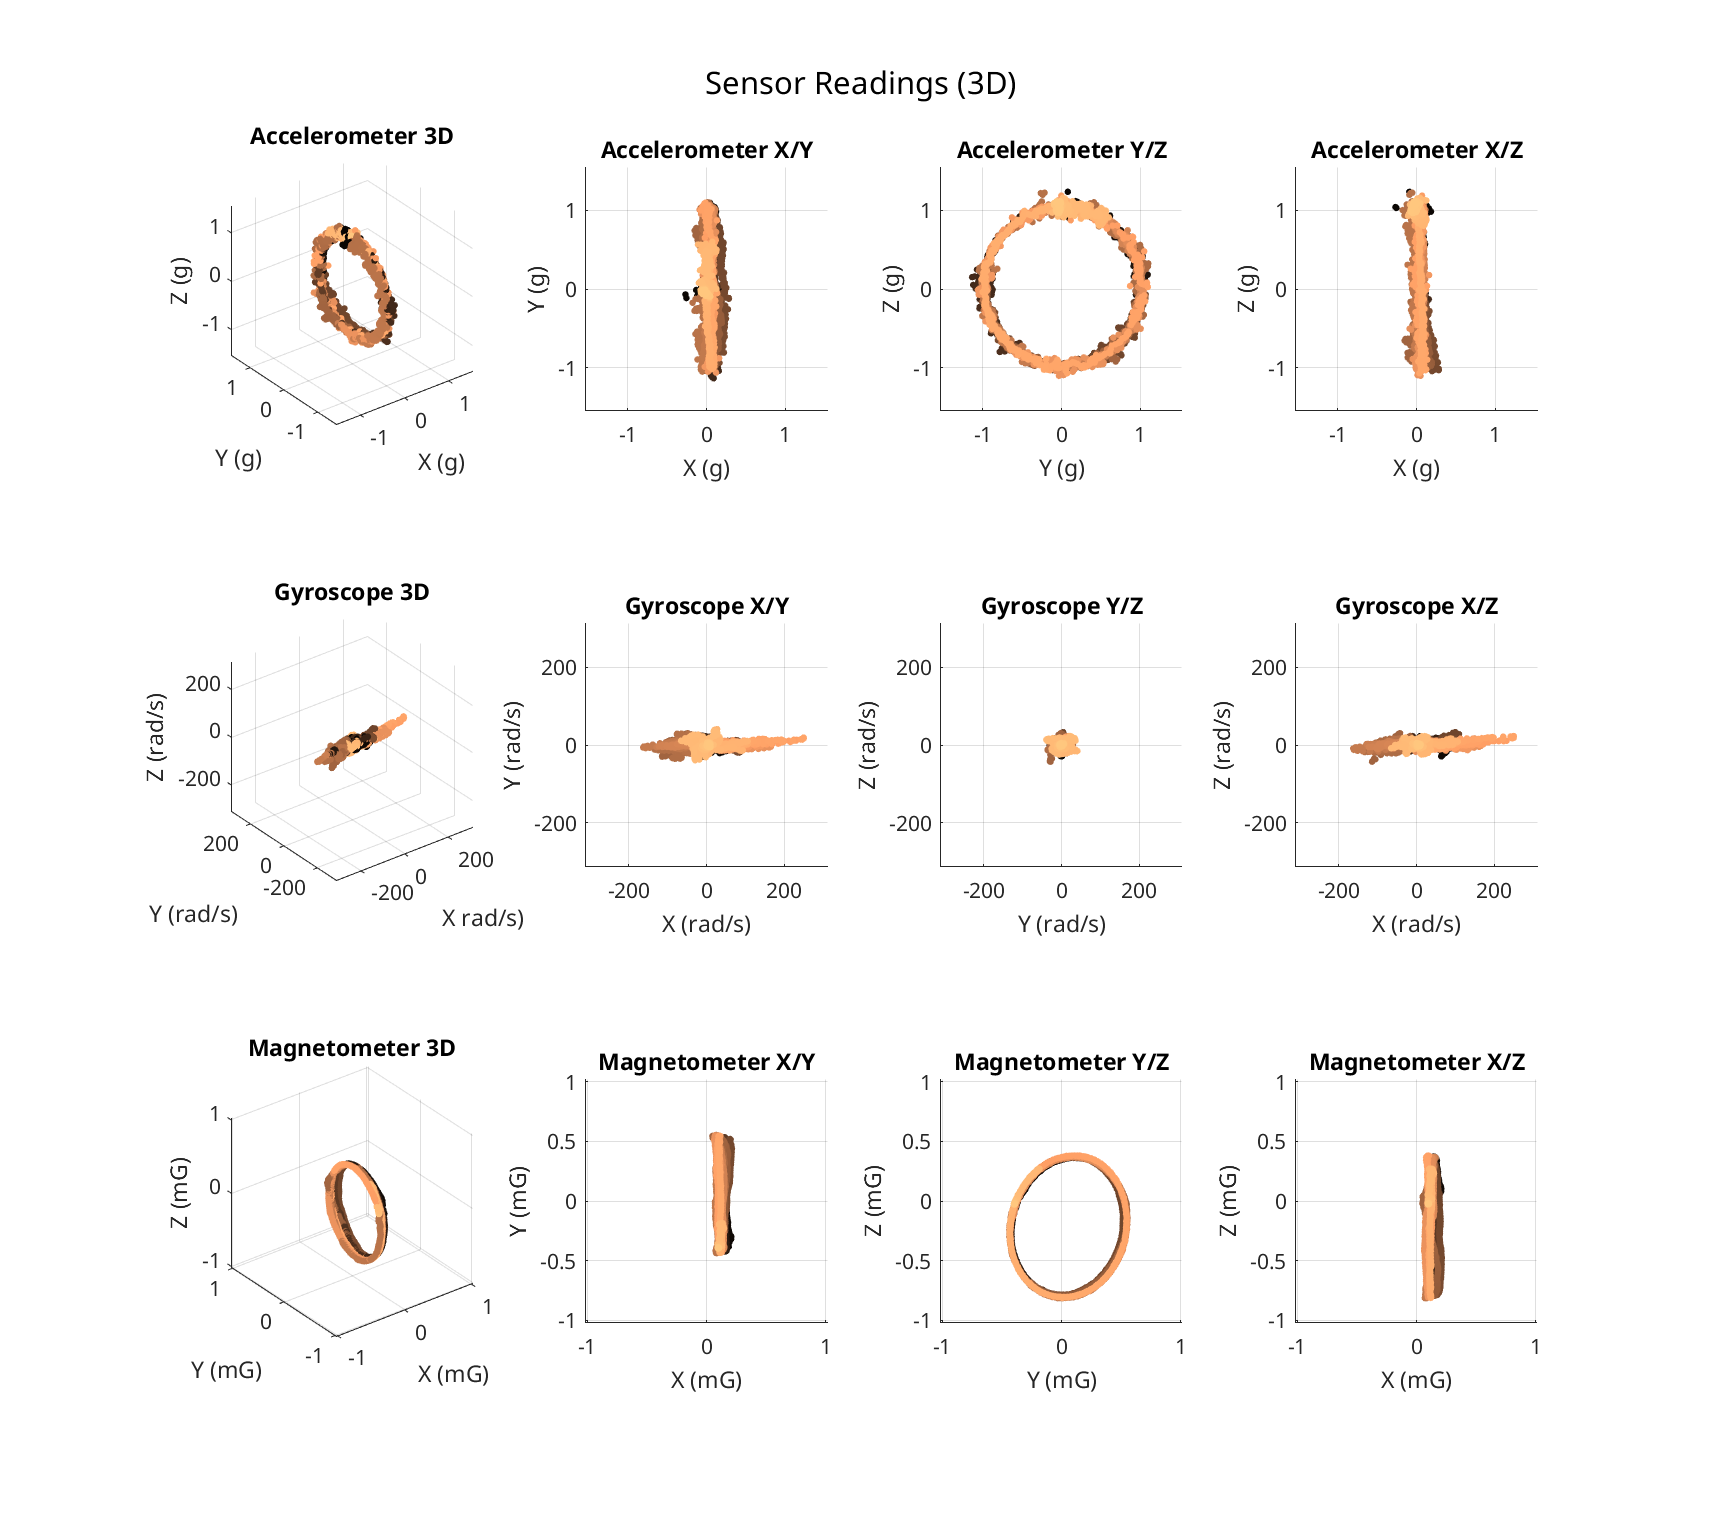 Sensor Readings (3D)
Accelerometer 3D
Z (g)
1
0
-1
1
0
-1
Y (g)
-1
0
1
X (g)
Accelerometer X/Y
Y (g)
1
0
-1
-1 0 1
X (g)
Accelerometer Y/Z
Z (g)
1
0
-1
-1 0 1
Y (g)
Accelerometer X/Z
Z (g)
1
0
-1
-1 0 1
X (g)
Gyroscope 3D
Z (rad/s)
200
0
-200
200
0
-200
Y (rad/s)
-200
0
200
X rad/s)
Gyroscope X/Y
Y (rad/s)
200
0
-200
-200 0 200
X (rad/s)
Gyroscope Y/Z
Z (rad/s)
200
0
-200
-200 0 200
Y (rad/s)
Gyroscope X/Z
Z (rad/s)
200
0
-200
-200 0 200
X (rad/s)
Magnetometer 3D
Z (mG)
1
0
-1
1
0
-1
Y (mG)
-1
0
1
X (mG)
Magnetometer X/Y
Y (mG)
1
0.5
0
-0.5
-1
-1 0 1
X (mG)
Magnetometer Y/Z
Z (mG)
1
0.5
0
-0.5
-1
-1 0 1
Y (mG)
Magnetometer X/Z
Z (mG)
1
0.5
0
-0.5
-1
-1 0 1
X (mG)